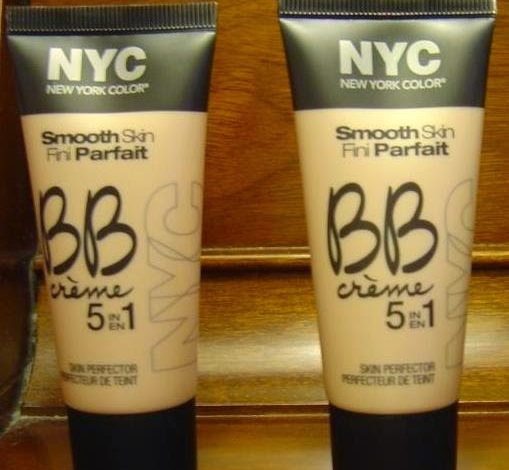 NYC
NEW YORK COLOR®
Smooth Skin
Fini Parfait
BB
crème
5 IN EN 1
NYC
SKIN PERFECTOR
PERFECTEUR DE TEINT
NYC
NEW YORK COLOR®
Smooth Skin
Fini Parfait
BB
crème
5 IN EN 1
NYC
SKIN PERFECTOR
PERFECTEUR DE TEINT